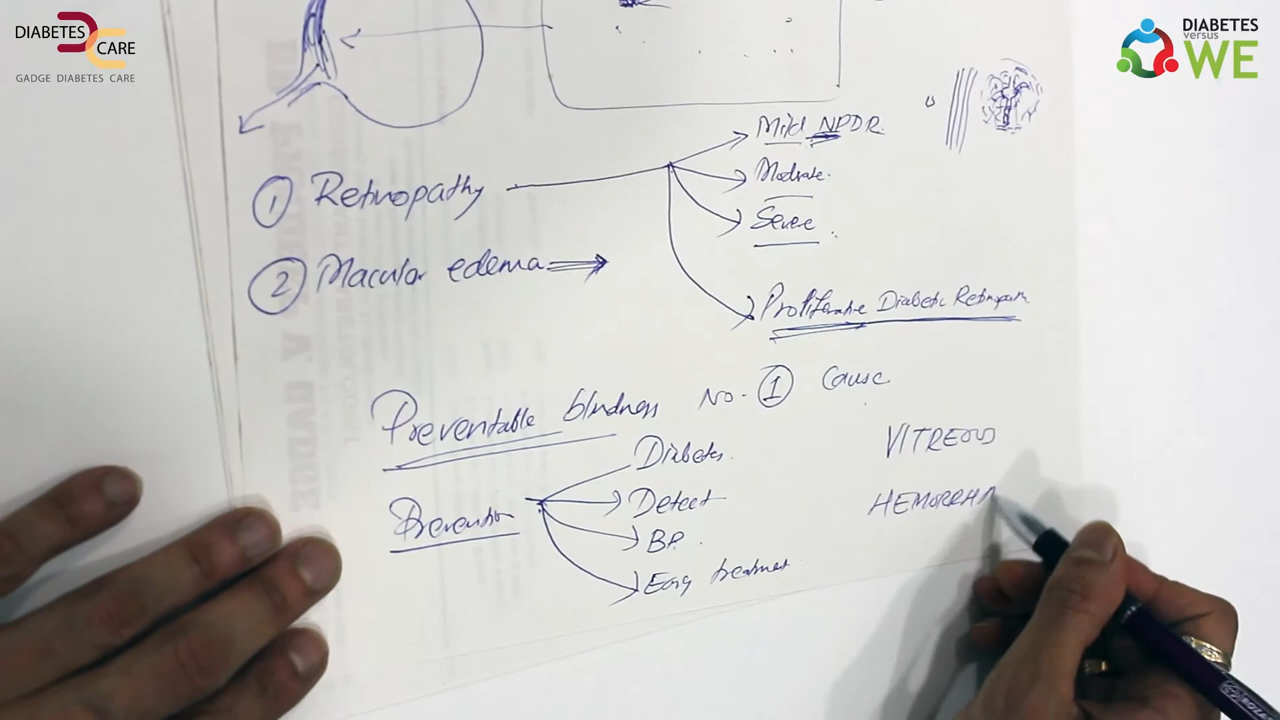 DIABETES
CARE
GADGE DIABETES CARE
DIABETES
versus
WE
Mild NPDR
① Retinopathy
Moderate.
Severe.
② Macular edema
Proliferative Diabetic Retinopath
Preventable blindness No. ① Cause
Diabetes.
VITREOUS
Prevention
Detect
HEMORRHA
BP.
Early treatment